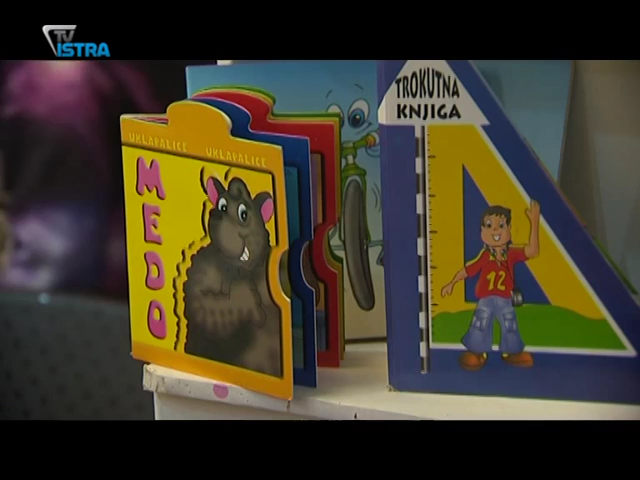 TV
ISTRA
UKLAPALICE UKLAPALICE
MEDO
TROKUTNA
KNJIGA
12